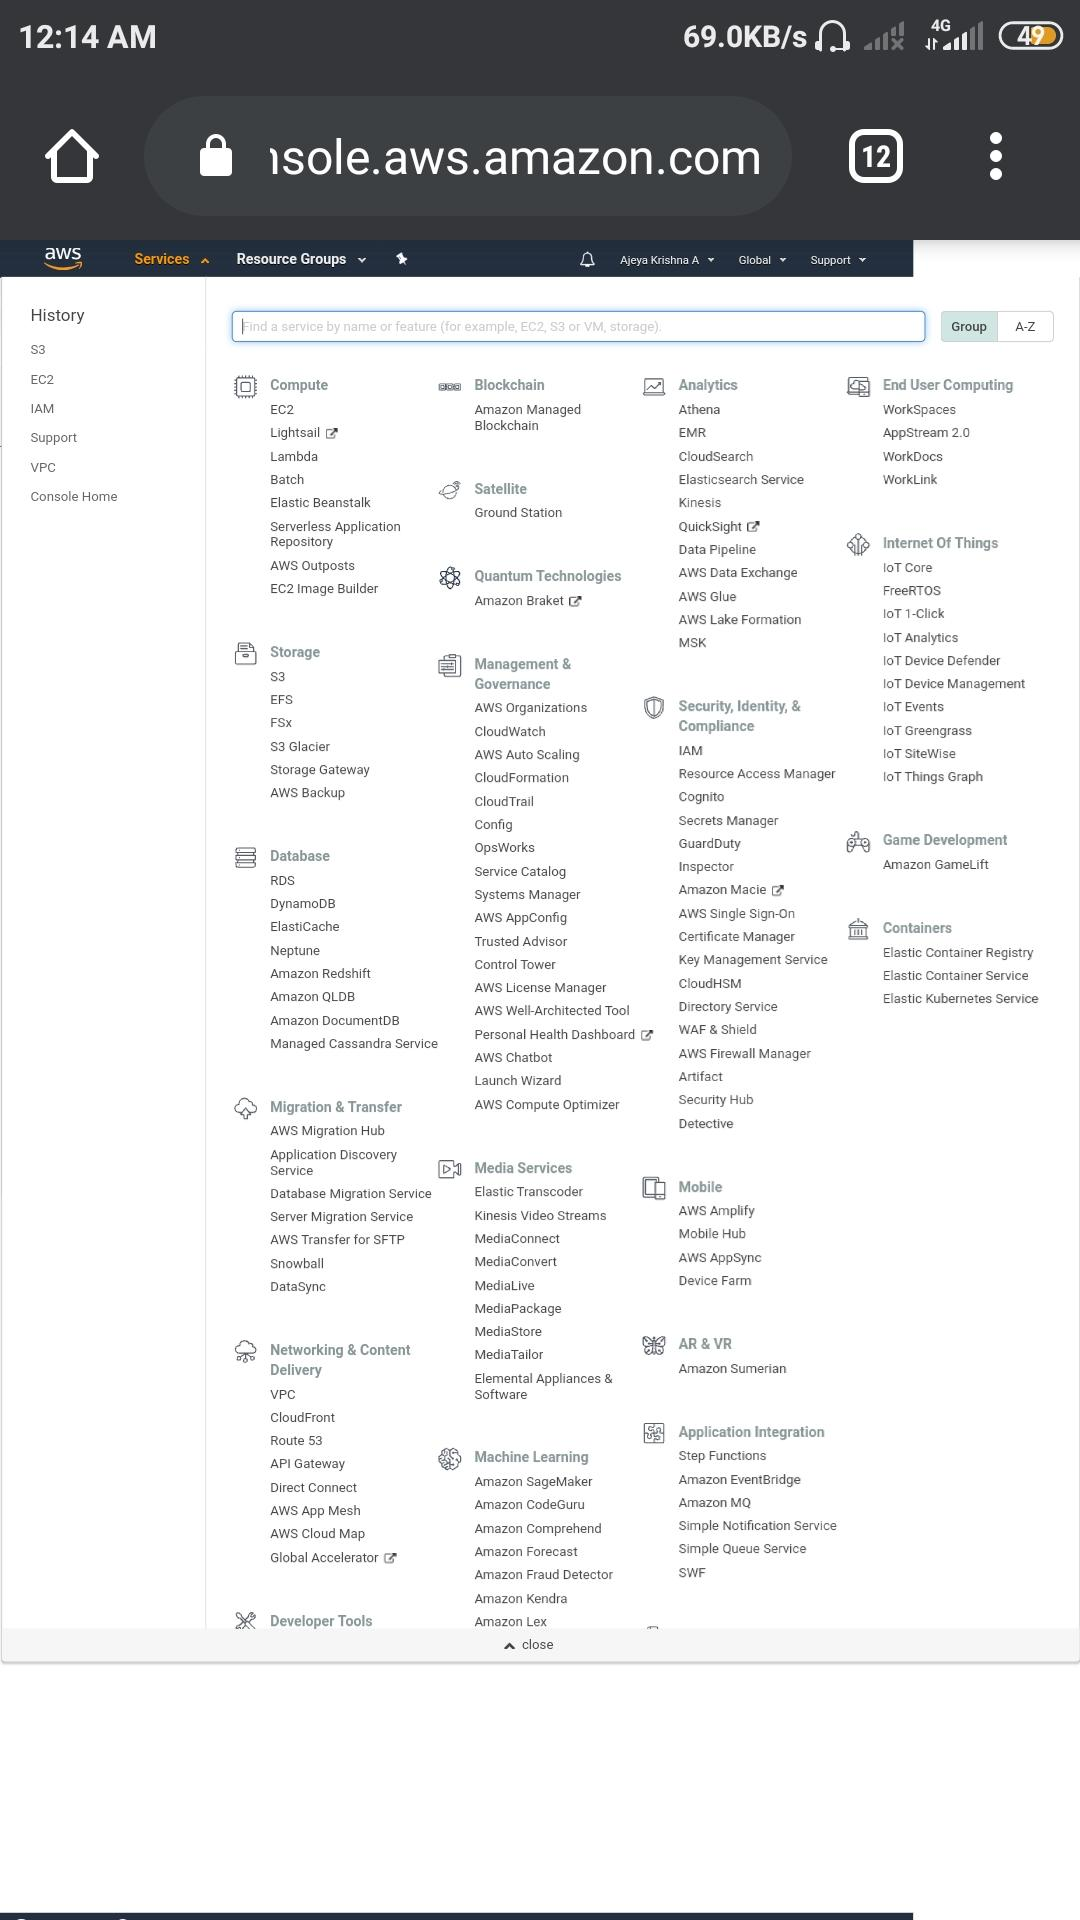 12:14 AM
69.0KB/s
4G
49
nsole.aws.amazon.com
12
aws
Services
Resource Groups
Ajeya Krishna A
Global
Support
History
S3
EC2
IAM
Support
VPC
Console Home
Find a service by name or feature (for example, EC2, S3 or VM, storage).
Group
A-Z
Compute
EC2
Lightsail
Lambda
Batch
Elastic Beanstalk
Serverless Application
Repository
AWS Outposts
EC2 Image Builder
Storage
S3
EFS
FSx
S3 Glacier
Storage Gateway
AWS Backup
Database
RDS
DynamoDB
ElastiCache
Neptune
Amazon Redshift
Amazon QLDB
Amazon DocumentDB
Managed Cassandra Service
Migration & Transfer
AWS Migration Hub
Application Discovery
Service
Database Migration Service
Server Migration Service
AWS Transfer for SFTP
Snowball
DataSync
Networking & Content
Delivery
VPC
CloudFront
Route 53
API Gateway
Direct Connect
AWS App Mesh
AWS Cloud Map
Global Accelerator
Developer Tools
Blockchain
Amazon Managed
Blockchain
Satellite
Ground Station
Quantum Technologies
Amazon Braket
Management &
Governance
AWS Organizations
CloudWatch
AWS Auto Scaling
CloudFormation
CloudTrail
Config
OpsWorks
Service Catalog
Systems Manager
AWS AppConfig
Trusted Advisor
Control Tower
AWS License Manager
AWS Well-Architected Tool
Personal Health Dashboard
AWS Chatbot
Launch Wizard
AWS Compute Optimizer
Media Services
Elastic Transcoder
Kinesis Video Streams
MediaConnect
MediaConvert
MediaLive
MediaPackage
MediaStore
MediaTailor
Elemental Appliances &
Software
Machine Learning
Amazon SageMaker
Amazon CodeGuru
Amazon Comprehend
Amazon Forecast
Amazon Fraud Detector
Amazon Kendra
Amazon Lex
Analytics
Athena
EMR
CloudSearch
Elasticsearch Service
Kinesis
QuickSight
Data Pipeline
AWS Data Exchange
AWS Glue
AWS Lake Formation
MSK
Security, Identity, &
Compliance
IAM
Resource Access Manager
Cognito
Secrets Manager
GuardDuty
Inspector
Amazon Macie
AWS Single Sign-On
Certificate Manager
Key Management Service
CloudHSM
Directory Service
WAF & Shield
AWS Firewall Manager
Artifact
Security Hub
Detective
Mobile
AWS Amplify
Mobile Hub
AWS AppSync
Device Farm
AR & VR
Amazon Sumerian
Application Integration
Step Functions
Amazon EventBridge
Amazon MQ
Simple Notification Service
Simple Queue Service
SWF
End User Computing
WorkSpaces
AppStream 2.0
WorkDocs
WorkLink
Internet Of Things
IoT Core
FreeRTOS
IoT 1-Click
IoT Analytics
IoT Device Defender
IoT Device Management
IoT Events
IoT Greengrass
IoT SiteWise
IoT Things Graph
Game Development
Amazon GameLift
Containers
Elastic Container Registry
Elastic Container Service
Elastic Kubernetes Service
close